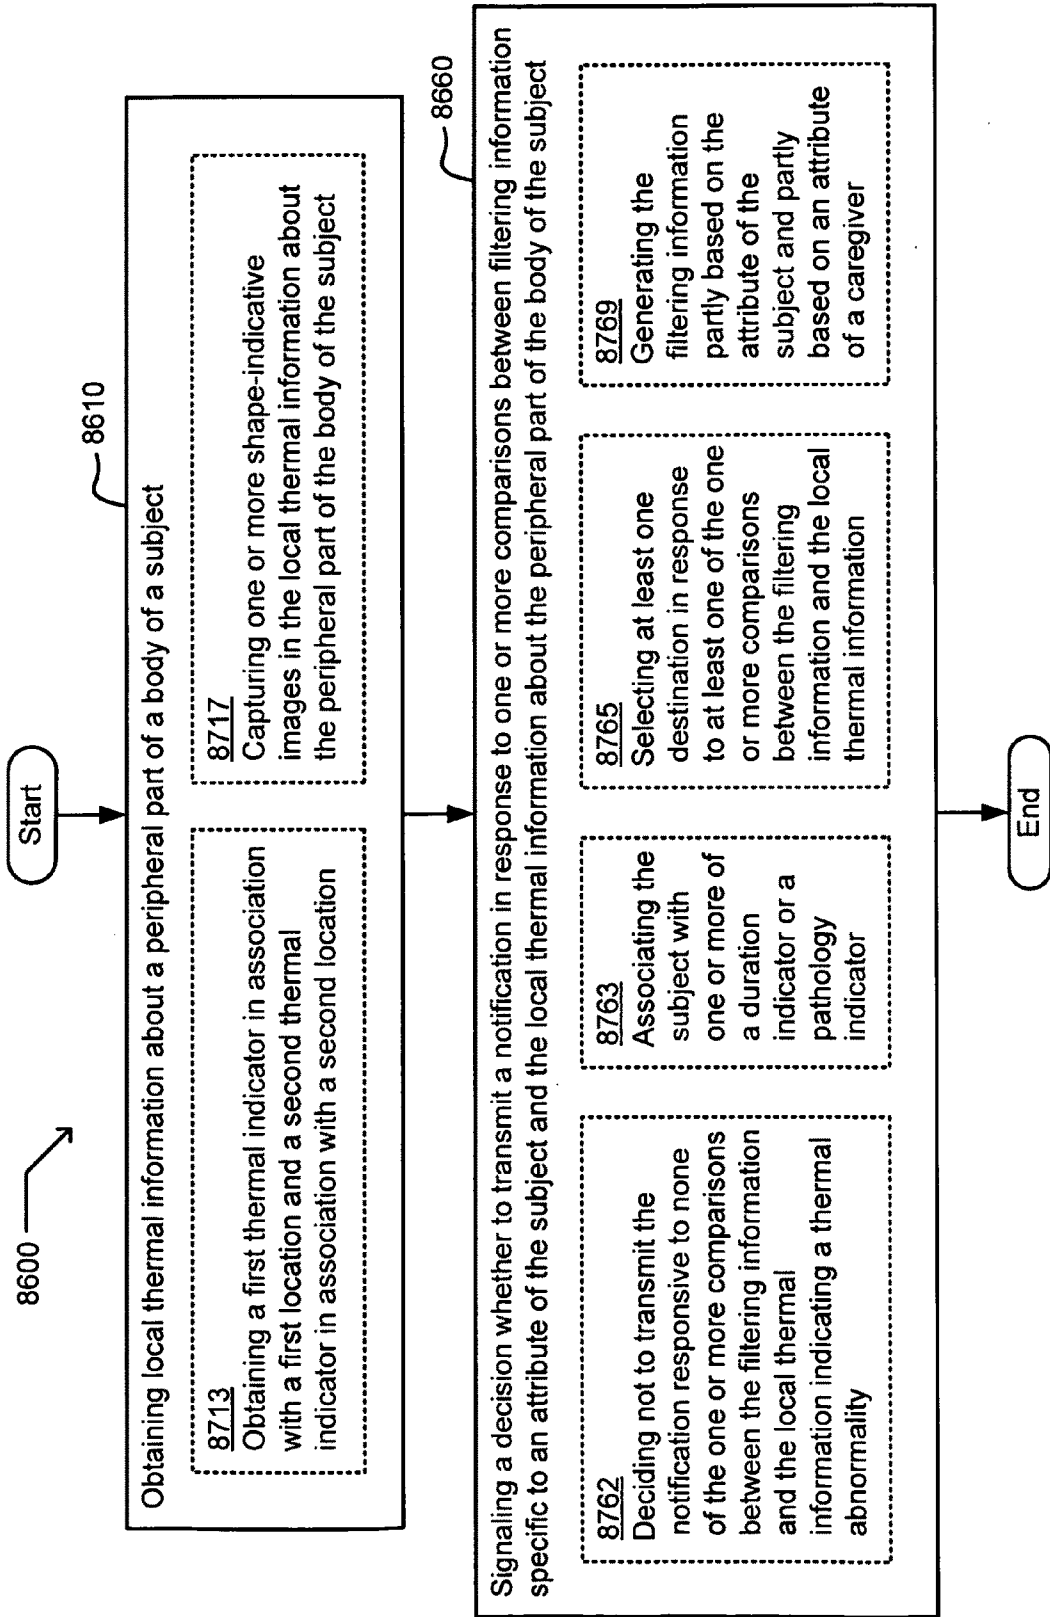 8600
Start
8610
Obtaining local thermal information about a peripheral part of a body of a subject
8713
Obtaining a first thermal indicator in association
with a first location and a second thermal
indicator in association with a second location
8717
Capturing one or more shape-indicative
images in the local thermal information about
the peripheral part of the body of the subject
8660
Signaling a decision whether to transmit a notification in response to one or more comparisons between filtering information
specific to an attribute of the subject and the local thermal information about the peripheral part of the body of the subject
8762
Deciding not to transmit the
notification responsive to none
of the one or more comparisons
between the filtering information
and the local thermal
information indicating a thermal
abnormality
8763
Associating the
subject with
one or more of
a duration
indicator or a
pathology
indicator
8765
Selecting at least one
destination in response
to at least one of the one
or more comparisons
between the filtering
information and the local
thermal information
8769
Generating the
filtering information
partly based on the
attribute of the
subject and partly
based on an attribute
of a caregiver
End